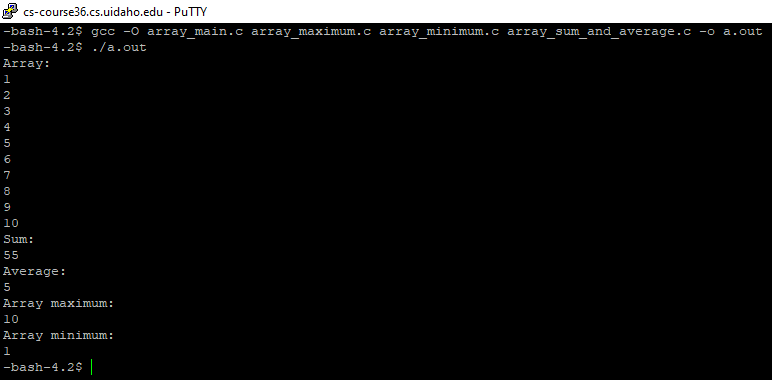 cs-course36.cs.uidaho.edu - PuTTY
-bash-4.2$ gcc -O array_main.c array_maximum.c array_minimum.c array_sum_and_average.c -o a.out
-bash-4.2$ ./a.out
Array:
1
2
3
4
5
6
7
8
9
10
Sum:
55
Average:
5
Array maximum:
10
Array minimum:
1
-bash-4.2$